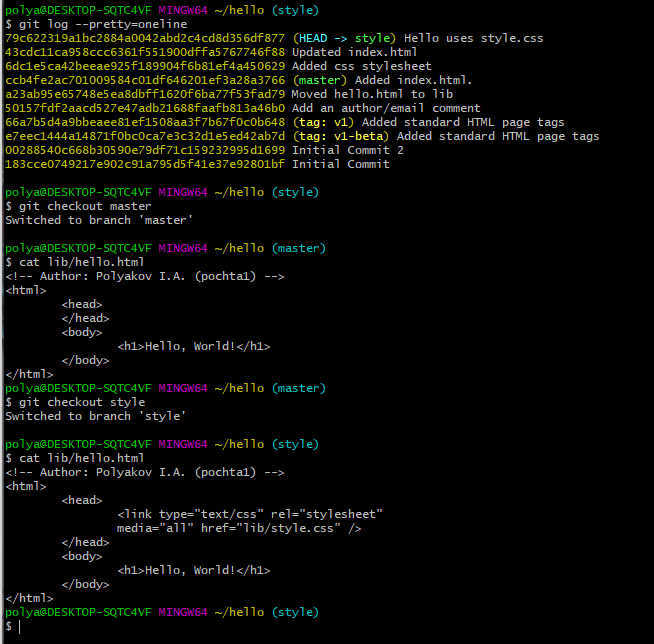 polya@DESKTOP-SQTC4VF MINGW64 ~/hello (style)
$ git log --pretty=oneline
79c622319a1bc2884a0042abd2c4cd8d356df877 (HEAD -> style) Hello uses style.css
43cdc11ca958ccc6361f551900dffa5767746f88 Updated index.html
6dc1e5ca42beeae925f189904f6b81ef4a450629 Added css stylesheet
ccb4fe2ac701009584c01df646201ef3a28a3766 (master) Added index.html.
a23ab95e65748e5ea8dbff1620f6ba77f53fad79 Moved hello.html to lib
50157fdf2aacd527e47adb21688faafb813a46b0 Add an author/email comment
66a7b5d4a9bbeaee81ef1508aa3f7b67f0c0b648 (tag: v1) Added standard HTML page tags
e7eec1444a14871f0bc0ca7e3c32d1e5ed42ab7d (tag: v1-beta) Added standard HTML page tags
00288540c668b30590e79df71c159232995d1699 Initial Commit 2
183cce0749217e902c91a795d5f41e37e92801bf Initial Commit
polya@DESKTOP-SQTC4VF MINGW64 ~/hello (style)
$ git checkout master
Switched to branch 'master'
polya@DESKTOP-SQTC4VF MINGW64 ~/hello (master)
$ cat lib/hello.html
<!-- Author: Polyakov I.A. (pochta1) -->
<html>
<head>
</head>
<body>
<h1>Hello, World!</h1>
</body>
</html>
polya@DESKTOP-SQTC4VF MINGW64 ~/hello (master)
$ git checkout style
Switched to branch 'style'
polya@DESKTOP-SQTC4VF MINGW64 ~/hello (style)
$ cat lib/hello.html
<!-- Author: Polyakov I.A. (pochta1) -->
<html>
<head>
<link type="text/css" rel="stylesheet"
media="all" href="lib/style.css" />
</head>
<body>
<h1>Hello, World!</h1>
</body>
</html>
polya@DESKTOP-SQTC4VF MINGW64 ~/hello (style)
$